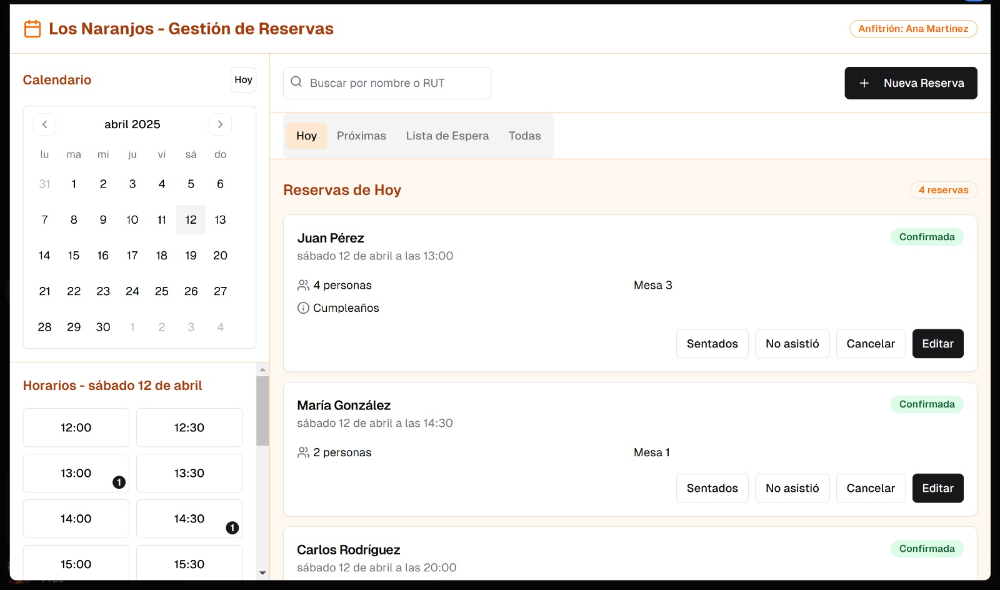 Los Naranjos - Gestión de Reservas
Anfitrión: Ana Martínez
Calendario
Hoy
abril 2025
lu ma mi ju vi sá do
31 1 2 3 4 5 6
7 8 9 10 11 12 13
14 15 16 17 18 19 20
21 22 23 24 25 26 27
28 29 30 1 2 3 4
Horarios - sábado 12 de abril
12:00 12:30
13:00 1 13:30
14:00 14:30 1
15:00 15:30
Buscar por nombre o RUT
+ Nueva Reserva
Hoy Próximas Lista de Espera Todas
Reservas de Hoy
4 reservas
Juan Pérez
Confirmada
sábado 12 de abril a las 13:00
4 personas Mesa 3
Cumpleaños
Sentados No asistió Cancelar Editar
María González
Confirmada
sábado 12 de abril a las 14:30
2 personas Mesa 1
Sentados No asistió Cancelar Editar
Carlos Rodríguez
Confirmada
sábado 12 de abril a las 20:00